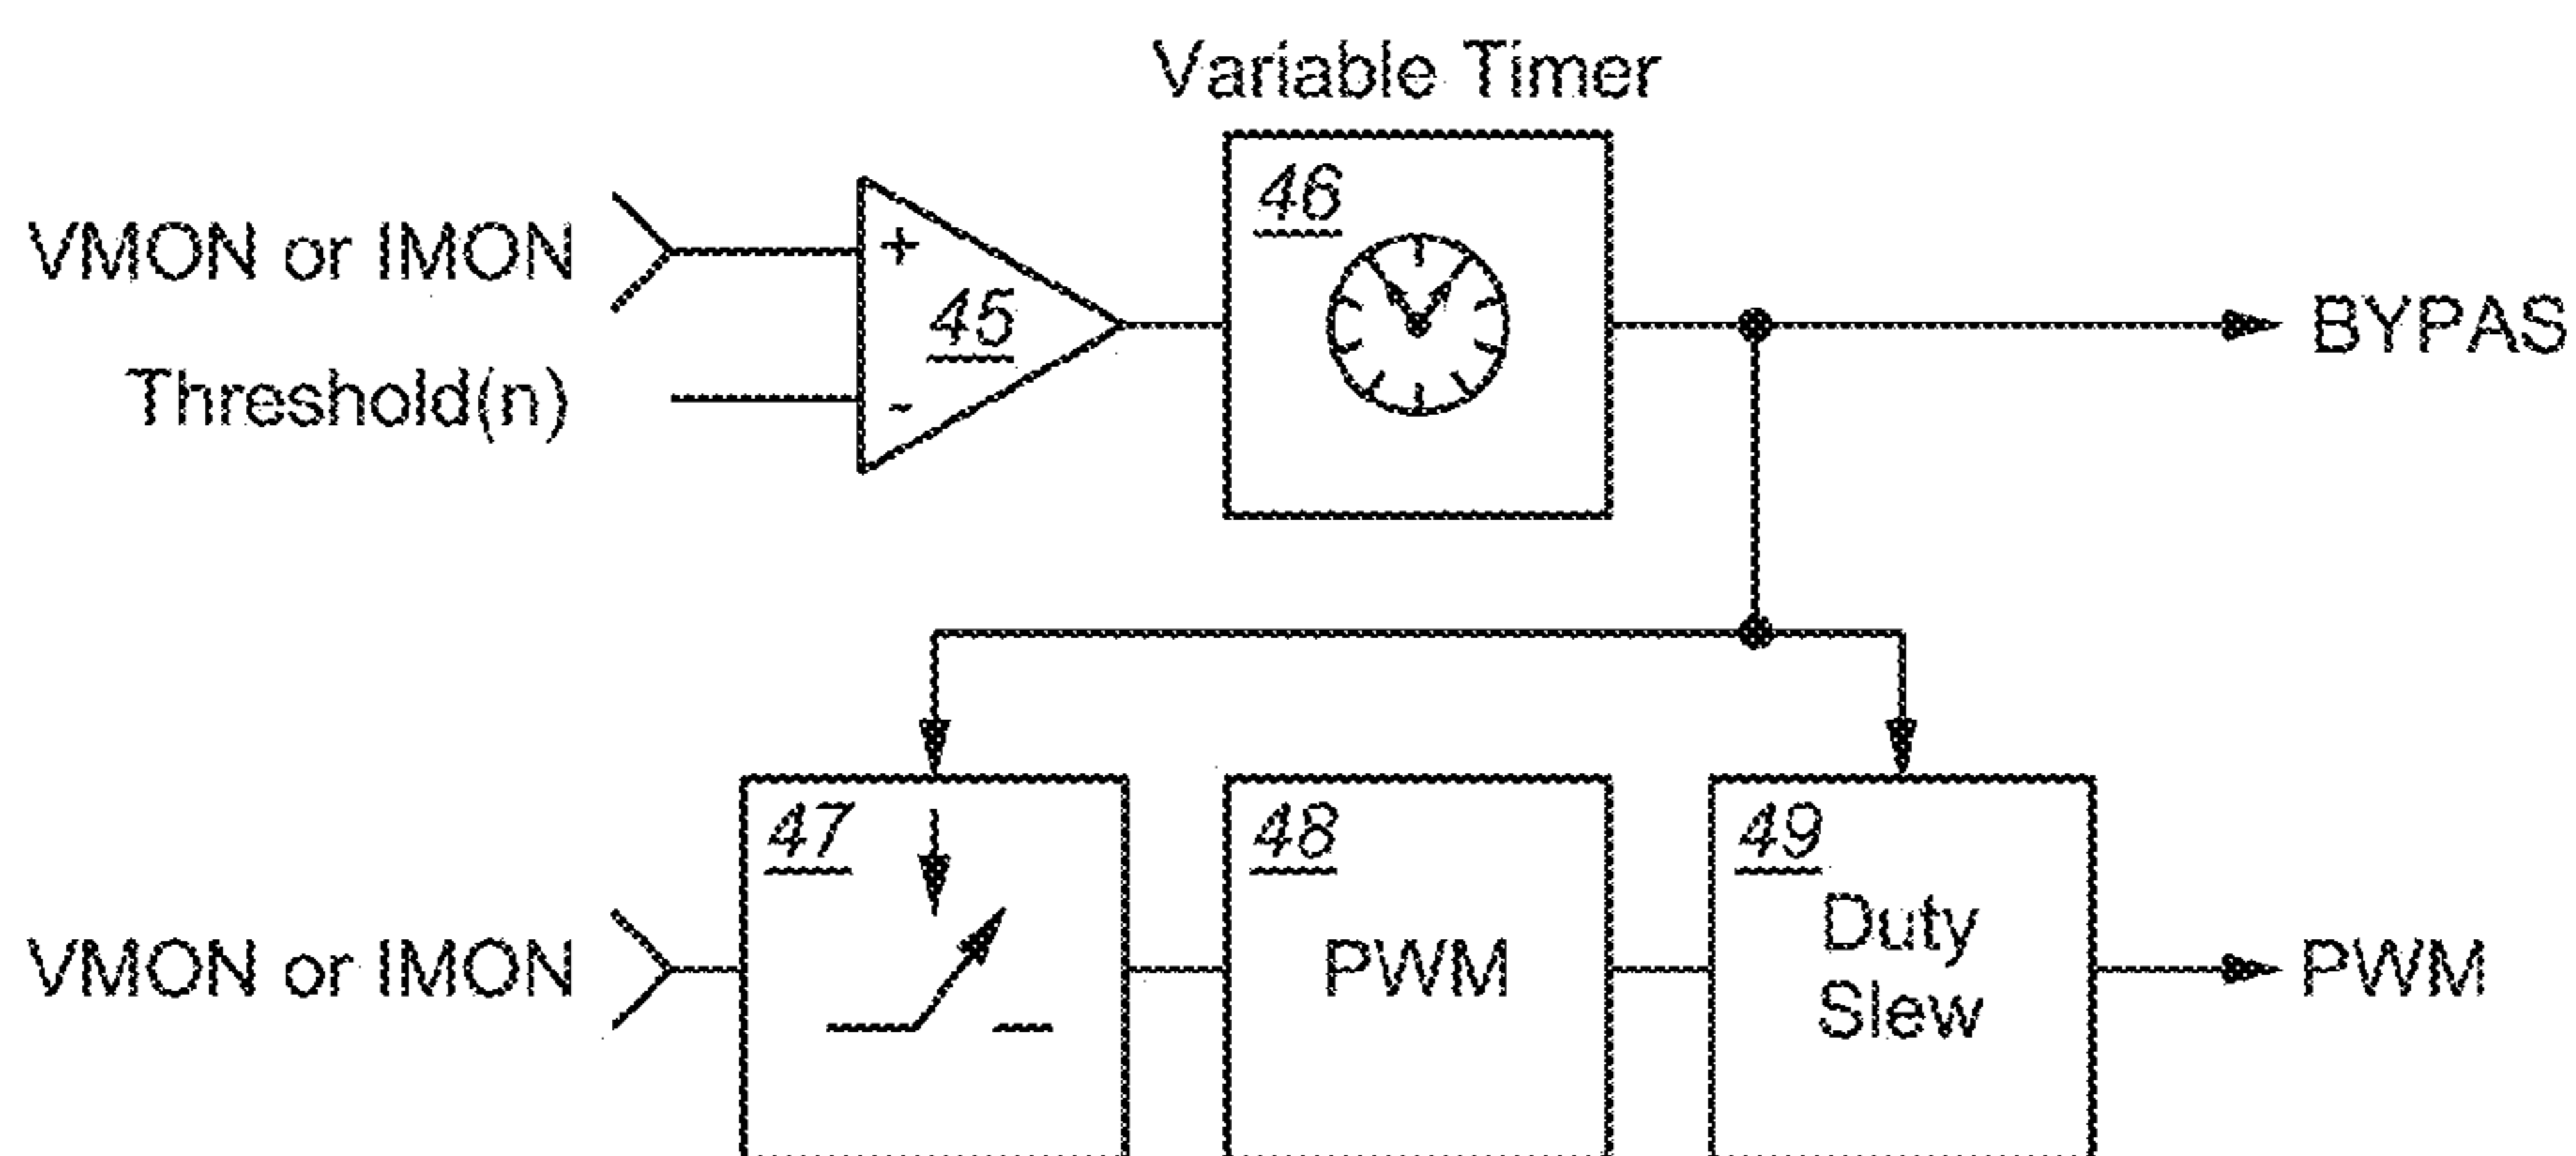 Variable Timer
46
VMON or IMON
+
45
BYPAS
Threshold(n)
-
47
48
49
VMON or IMON
PWM
Duty
Slew
PWM